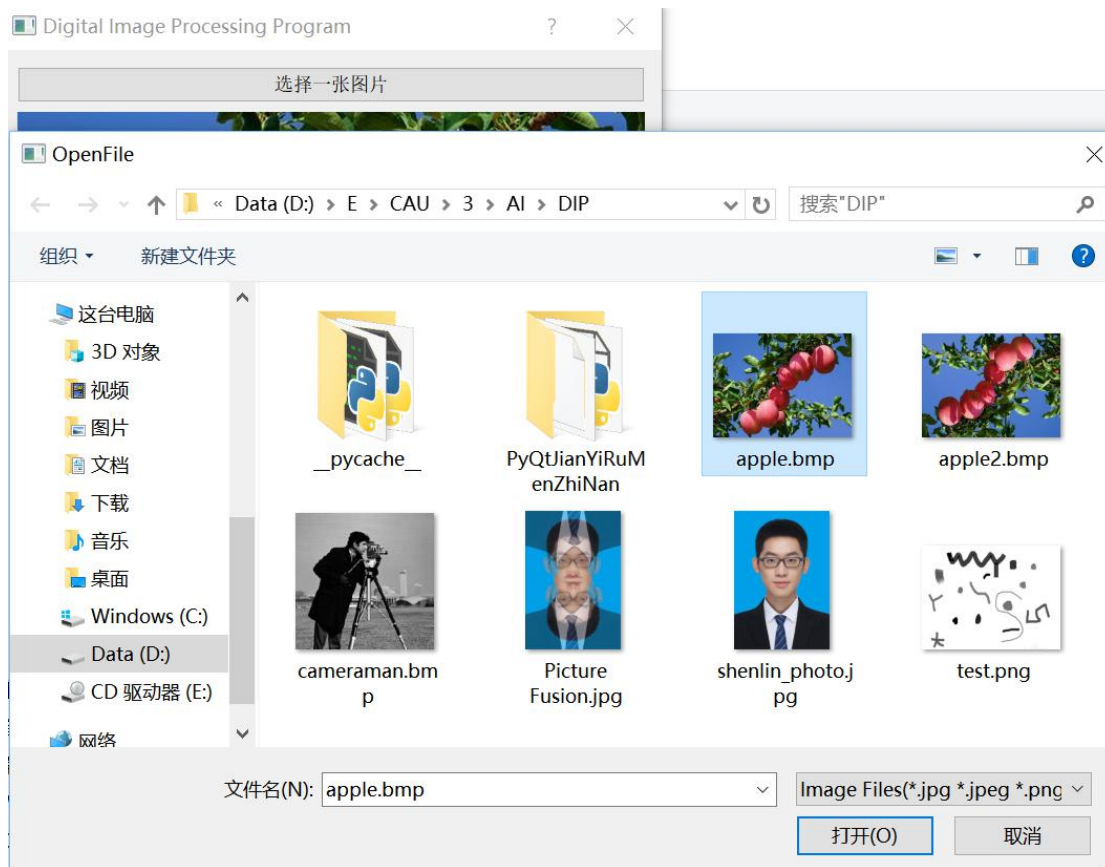 Digital Image Processing Program
选择一张图片
OpenFile
« Data (D:) > E > CAU > 3 > AI > DIP
搜索"DIP"
组织
新建文件夹
这台电脑
3D 对象
视频
图片
文档
下载
音乐
桌面
Windows (C:)
Data (D:)
CD 驱动器 (E:)
网络
__pycache__
PyQtJianYiRuM
enZhiNan
apple.bmp
apple2.bmp
cameraman.bm
p
Picture
Fusion.jpg
shenlin_photo.j
pg
test.png
文件名(N):
apple.bmp
Image Files(*.jpg *.jpeg *.png
打开(O)
取消